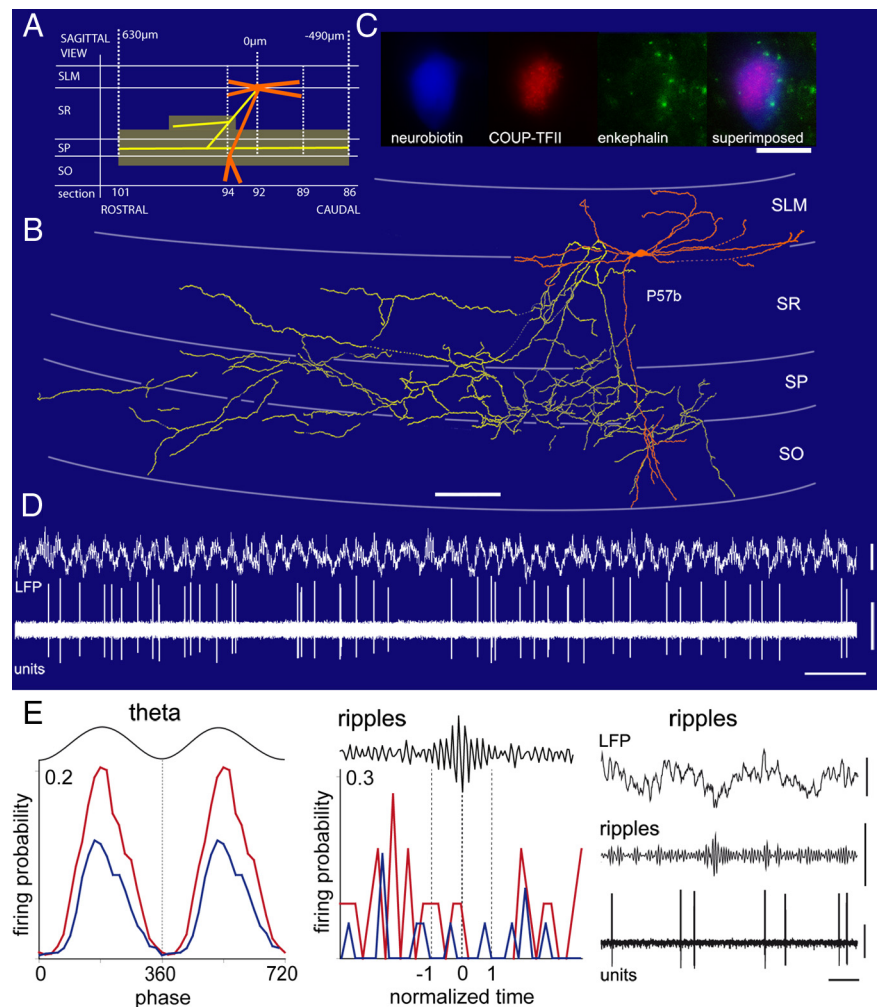 A
SAGITTAL
VIEW
630µm
0µm
-490µm
SLM
SR
SP
SO
section
101
94
92
89
86
ROSTRAL
CAUDAL
C
neurobiotin
COUP-TFII
enkephalin
superimposed
B
SLM
P57b
SR
SP
SO
D
LFP
units
E
theta
0.2
firing probability
0
360
720
phase
ripples
0.3
firing probability
-1
0
1
normalized time
ripples
LFP
ripples
units